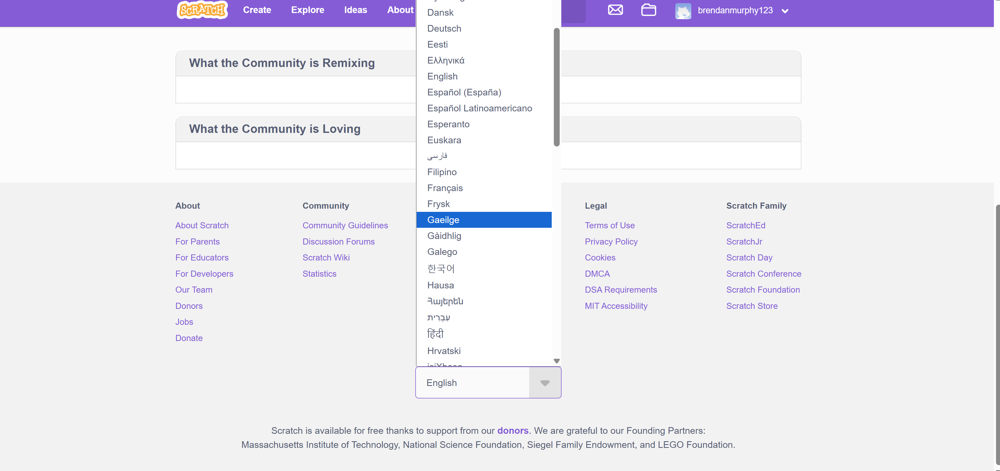 SCRATCH
Create
Explore
Ideas
About
brendanmurphy123
What the Community is Remixing
What the Community is Loving
Dansk
Deutsch
Eesti
Ελληνικά
English
Español (España)
Español Latinoamericano
Esperanto
Euskara
فارسی
Filipino
Français
Frysk
Gaeilge
Gàidhlig
Galego
한국어
Hausa
Հայերեն
עִבְרִית
हिंदी
Hrvatski
English
About
About Scratch
For Parents
For Educators
For Developers
Our Team
Donors
Jobs
Donate
Community
Community Guidelines
Discussion Forums
Scratch Wiki
Statistics
Legal
Terms of Use
Privacy Policy
Cookies
DMCA
DSA Requirements
MIT Accessibility
Scratch Family
ScratchEd
ScratchJr
Scratch Day
Scratch Conference
Scratch Foundation
Scratch Store
Scratch is available for free thanks to support from our donors. We are grateful to our Founding Partners:
Massachusetts Institute of Technology, National Science Foundation, Siegel Family Endowment, and LEGO Foundation.